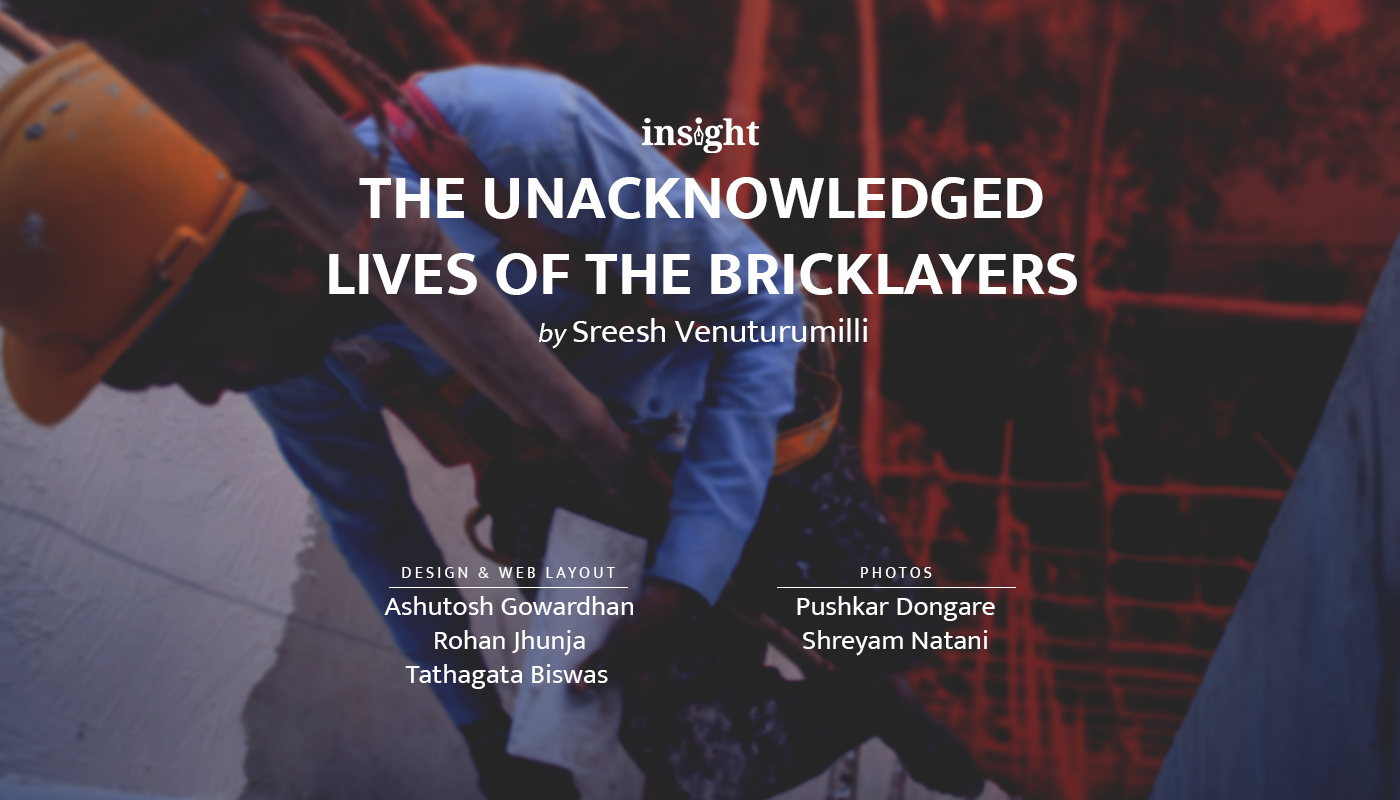 insight
THE UNACKNOWLEDGED
LIVES OF THE BRICKLAYERS
by Sreesh Venuturumilli
DESIGN & WEB LAYOUT
Ashutosh Gowardhan
Rohan Jhunja
Tathagata Biswas
PHOTOS
Pushkar Dongare
Shreyam Natani